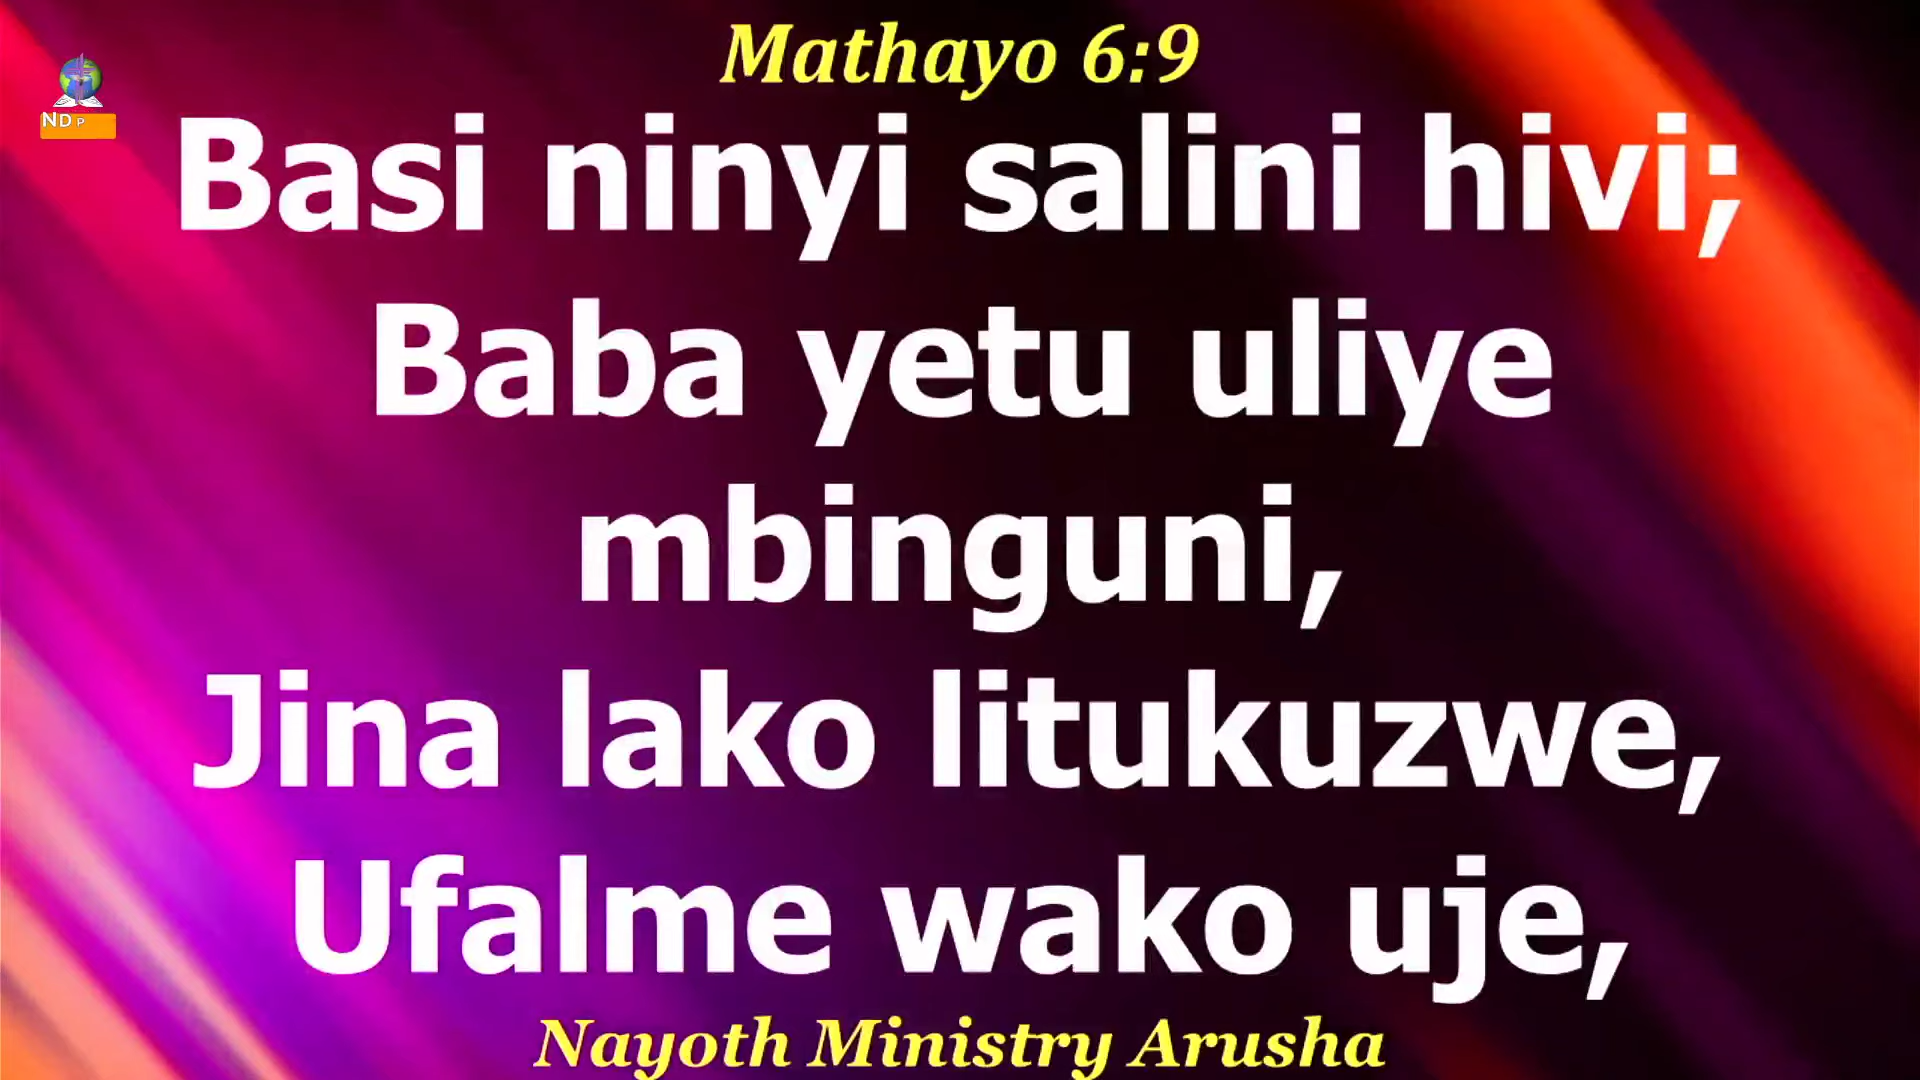 Mathayo 6:9
ND P
Basi ninyi salini hivi;
Baba yetu uliye
mbinguni,
Jina lako litukuzwe,
Ufalme wako uje,
Nayoth Ministry Arusha